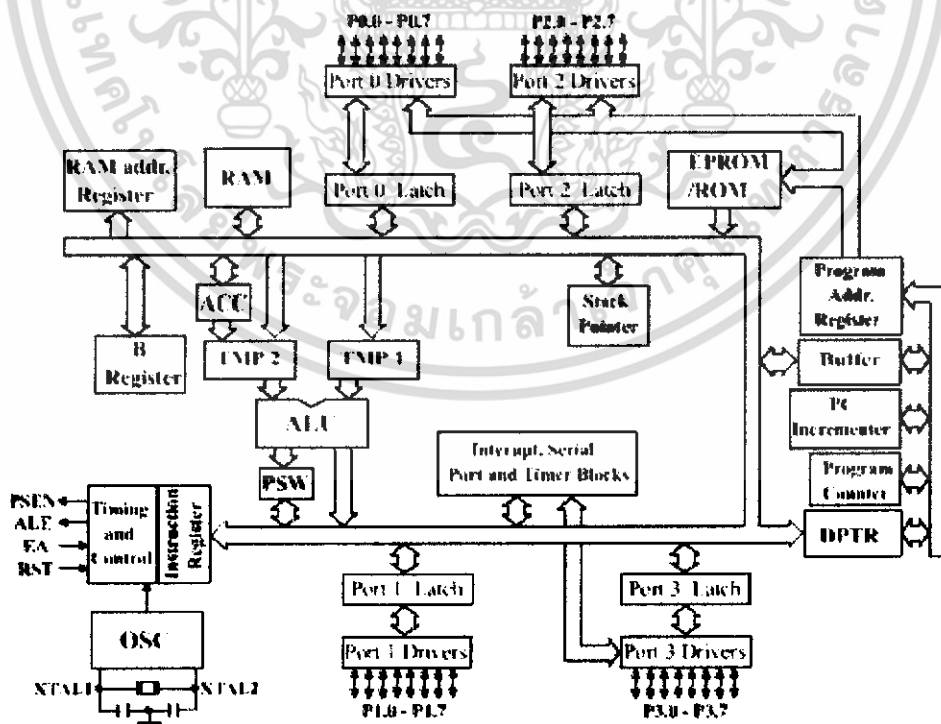 P0.0 - P0.7
P2.0 - P2.7
Port 0 Drivers
Port 2 Drivers
RAM addr.
Register
RAM
Port 0 Latch
Port 2 Latch
EPROM
/ROM
B
Register
ACC
TMP 2
TMP 1
ALU
PSW
Stack
Pointer
Program
Addr.
Register
Buffer
PC
Incrementer
Program
Counter
DPTR
Interupt, Serial
Port and Timer Blocks
PSEN
ALE
EA
RST
Timing
and
Control
Instruction
Register
OSC
XTAL1
XTAL2
Port 1 Latch
Port 3 Latch
Port 1 Drivers
Port 3 Drivers
P1.0 - P1.7
P3.0 - P3.7